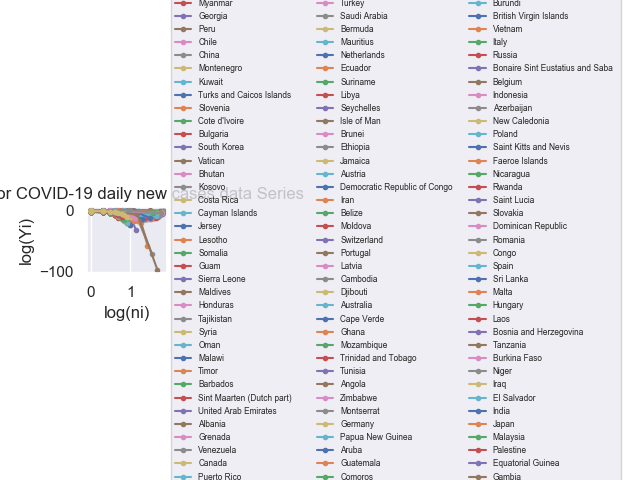 or COVID-19 daily new cases data Series
0
−100
log(Yi)
0 1
log(ni)
Myanmar
Georgia
Peru
Chile
China
Montenegro
Kuwait
Turks and Caicos Islands
Slovenia
Cote d'Ivoire
Bulgaria
South Korea
Vatican
Bhutan
Kosovo
Costa Rica
Cayman Islands
Jersey
Lesotho
Somalia
Guam
Sierra Leone
Maldives
Honduras
Tajikistan
Syria
Oman
Malawi
Timor
Barbados
Sint Maarten (Dutch part)
United Arab Emirates
Albania
Grenada
Venezuela
Canada
Puerto Rico
Turkey
Saudi Arabia
Bermuda
Mauritius
Netherlands
Ecuador
Suriname
Libya
Seychelles
Isle of Man
Brunei
Ethiopia
Jamaica
Austria
Democratic Republic of Congo
Iran
Belize
Moldova
Switzerland
Portugal
Latvia
Cambodia
Djibouti
Australia
Cape Verde
Ghana
Mozambique
Trinidad and Tobago
Tunisia
Angola
Zimbabwe
Montserrat
Germany
Papua New Guinea
Aruba
Guatemala
Comoros
Burundi
British Virgin Islands
Vietnam
Italy
Russia
Bonaire Sint Eustatius and Saba
Belgium
Indonesia
Azerbaijan
New Caledonia
Poland
Saint Kitts and Nevis
Faeroe Islands
Nicaragua
Rwanda
Saint Lucia
Slovakia
Dominican Republic
Romania
Congo
Spain
Sri Lanka
Malta
Hungary
Laos
Bosnia and Herzegovina
Tanzania
Burkina Faso
Niger
Iraq
El Salvador
India
Japan
Malaysia
Palestine
Equatorial Guinea
Gambia